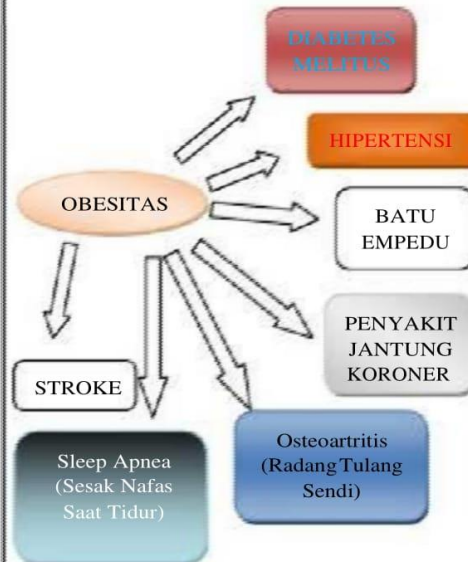 DIABETES
MELITUS
HIPERTENSI
OBESITAS
BATU
EMPEDU
PENYAKIT
JANTUNG
KORONER
STROKE
Osteoartritis
(Radang Tulang
Sendi)
Sleep Apnea
(Sesak Nafas
Saat Tidur)